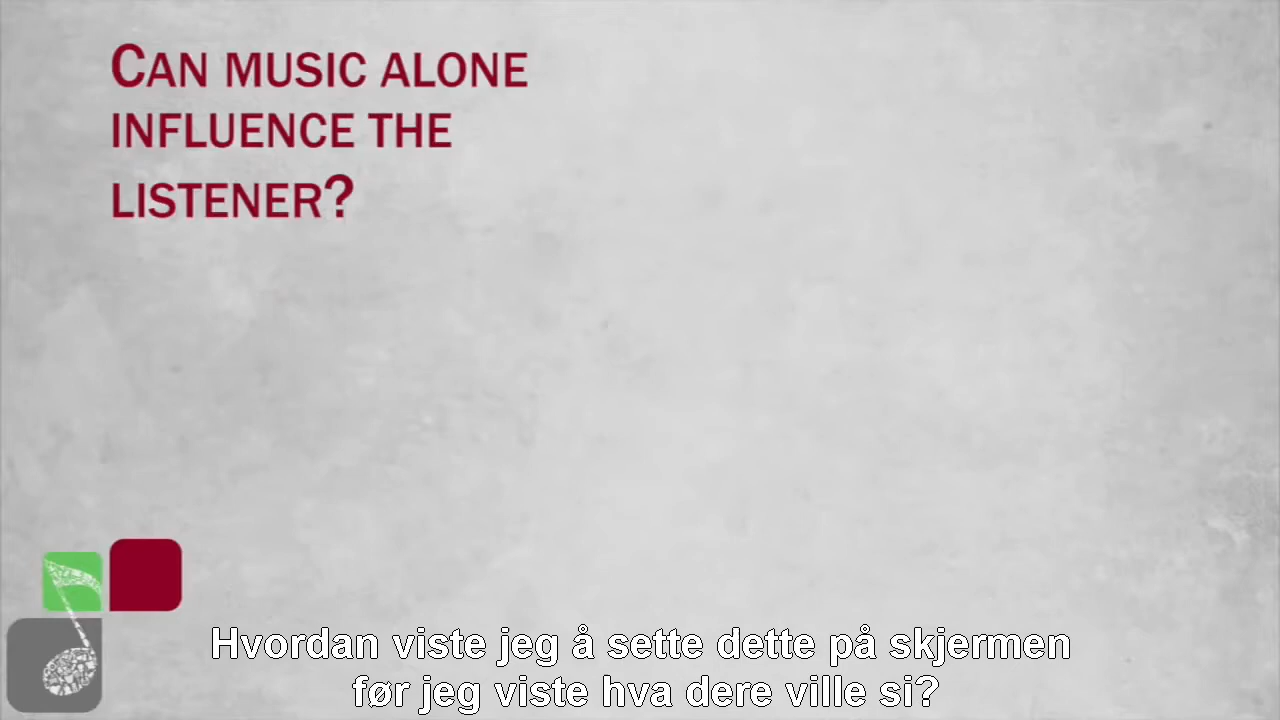 CAN MUSIC ALONE
INFLUENCE THE
LISTENER?
Hvordan viste jeg å sette dette på skjermen
før jeg viste hva dere ville si?